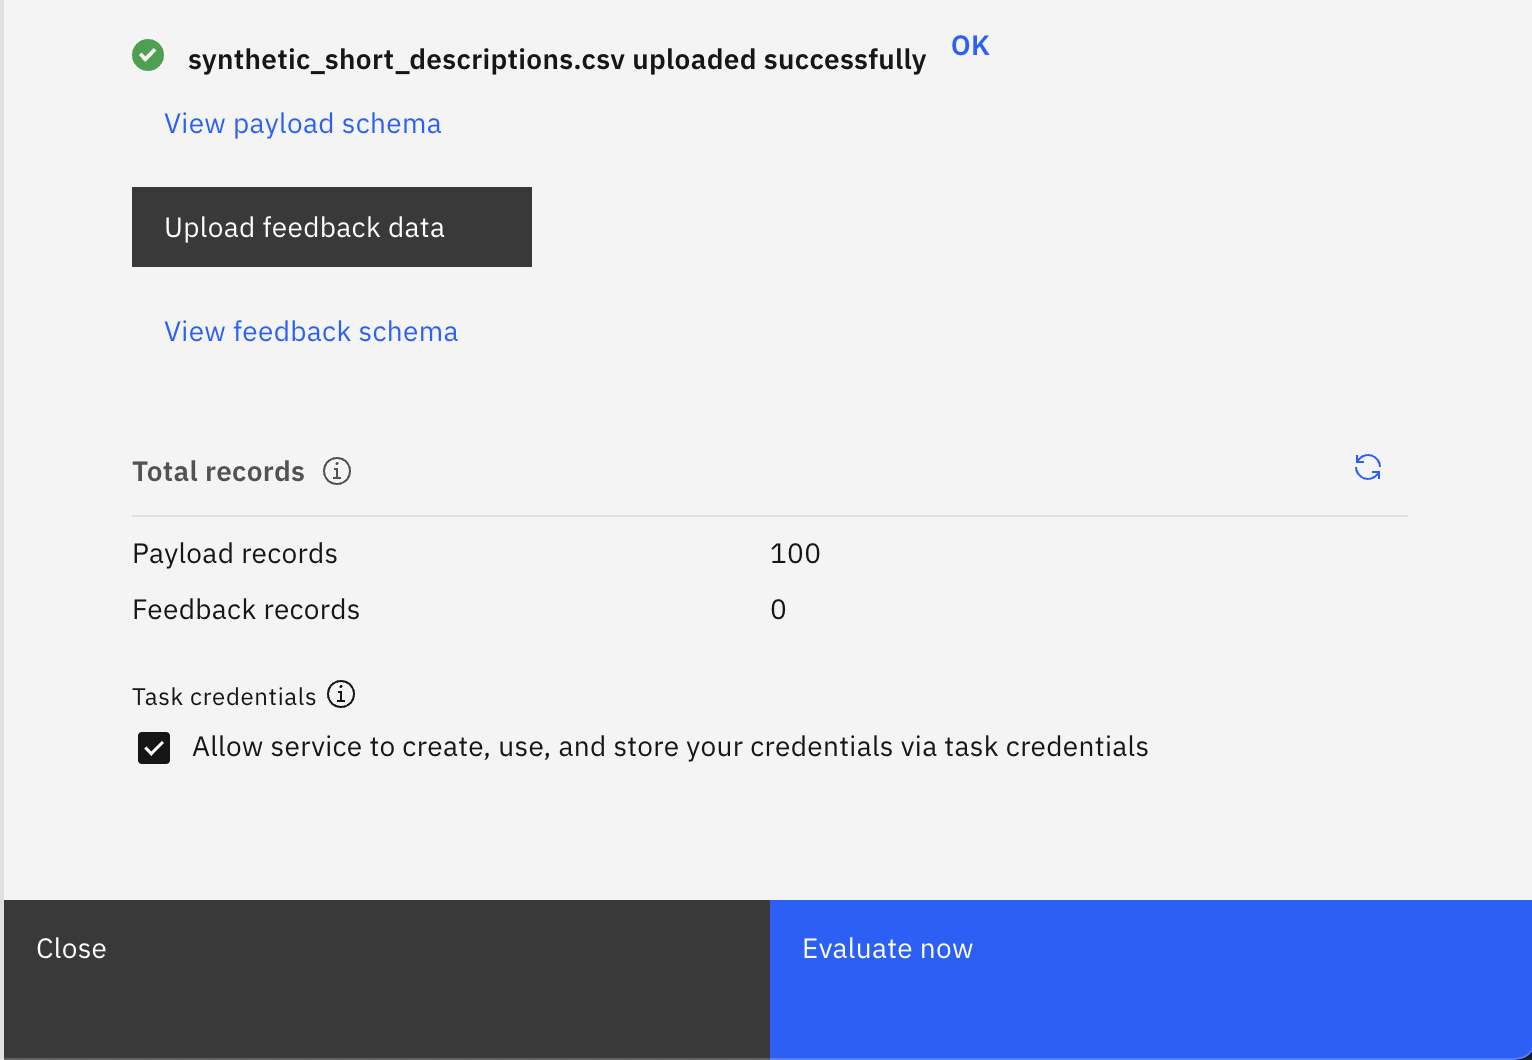 synthetic_short_descriptions.csv uploaded successfully OK
View payload schema
Upload feedback data
View feedback schema
Total records
Payload records 100
Feedback records 0
Task credentials
Allow service to create, use, and store your credentials via task credentials
Close Evaluate now